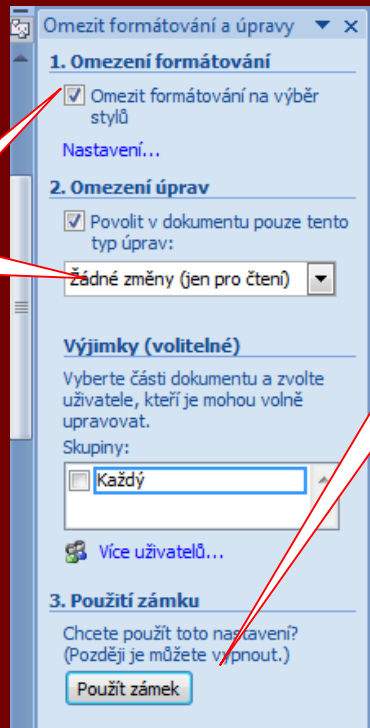 Omezit formátování a úpravy
1. Omezení formátování
Omezit formátování na výběr
stylů
Nastavení...
2. Omezení úprav
Povolit v dokumentu pouze tento
typ úprav:
Žádné změny (jen pro čtení)
Výjimky (volitelné)
Vyberte části dokumentu a zvolte
uživatele, kteří je mohou volně
upravovat.
Skupiny:
Každý
Více uživatelů...
3. Použití zámku
Chcete použít toto nastavení?
(Později je můžete vypnout.)
Použít zámek